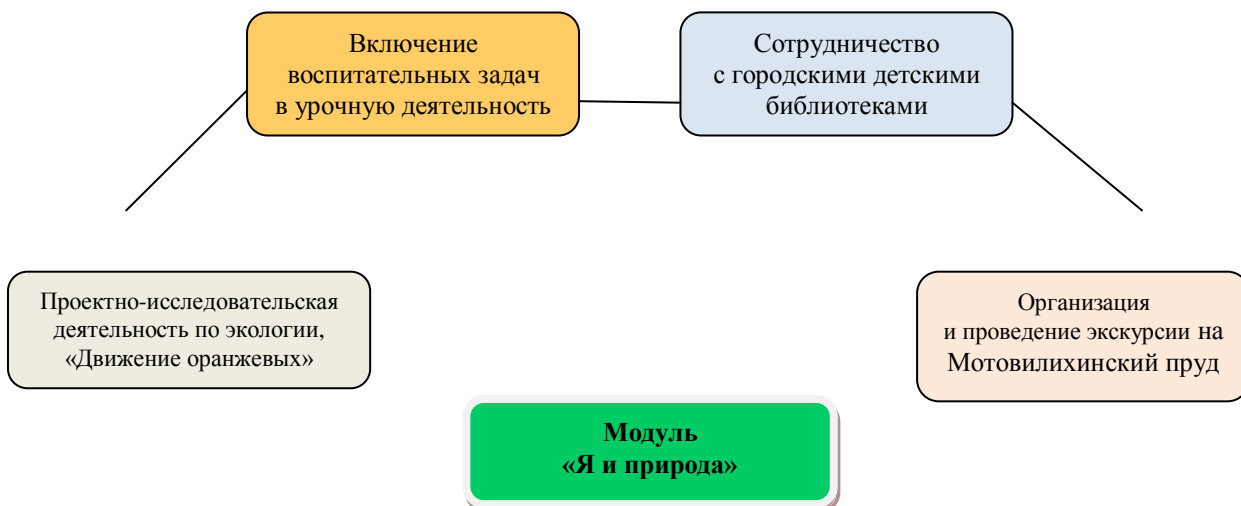 Включение
воспитательных задач
в урочную деятельность
Сотрудничество
с городскими детскими
библиотеками
Проектно-исследовательская
деятельность по экологии,
«Движение оранжевых»
Организация
и проведение экскурсии на
Мотовилихинский пруд
Модуль
«Я и природа»